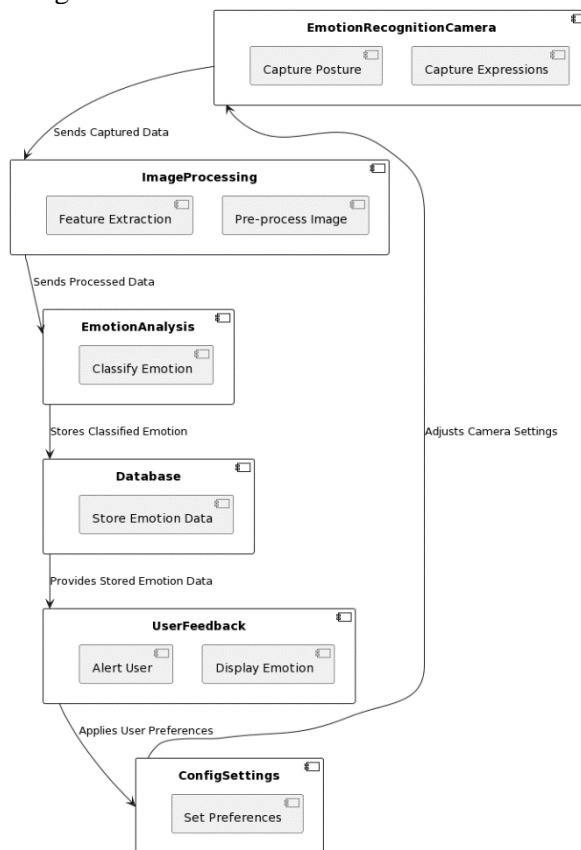 EmotionRecognitionCamera
Capture Posture
Capture Expressions
Sends Captured Data
ImageProcessing
Feature Extraction
Pre-process Image
Sends Processed Data
EmotionAnalysis
Classify Emotion
Stores Classified Emotion
Adjusts Camera Settings
Database
Store Emotion Data
Provides Stored Emotion Data
UserFeedback
Alert User
Display Emotion
Applies User Preferences
ConfigSettings
Set Preferences